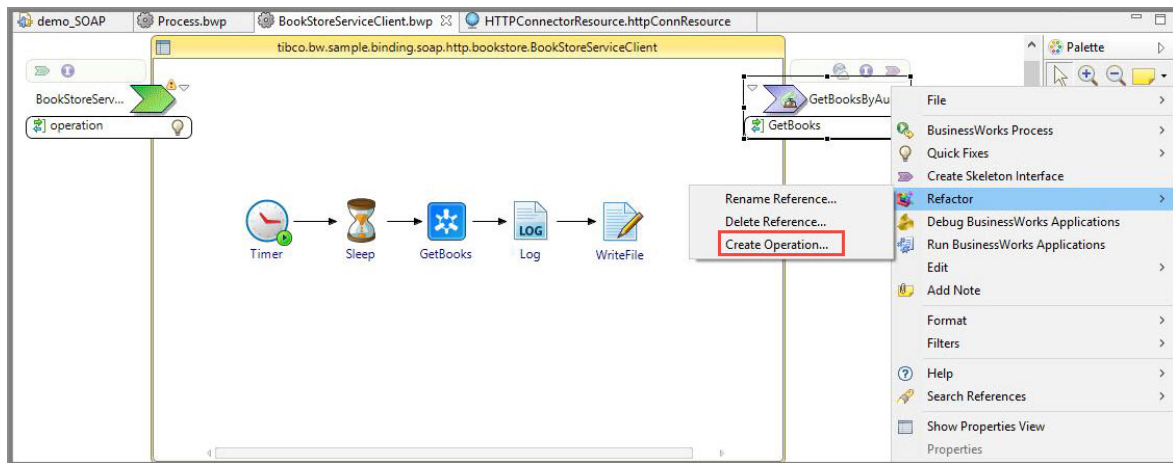 demo_SOAP Process.bwp BookStoreServiceClient.bwp HTTPConnectorResource.httpConnResource
tibco.bw.sample.binding.soap.http.bookstore.BookStoreServiceClient
Palette
BookStoreServ...
operation
GetBooksByAu
GetBooks
File
BusinessWorks Process
Quick Fixes
Create Skeleton Interface
Refactor
Debug BusinessWorks Applications
Run BusinessWorks Applications
Edit
Add Note
Format
Filters
Help
Search References
Show Properties View
Properties
Rename Reference...
Delete Reference...
Create Operation...
LOG
Timer Sleep GetBooks Log WriteFile